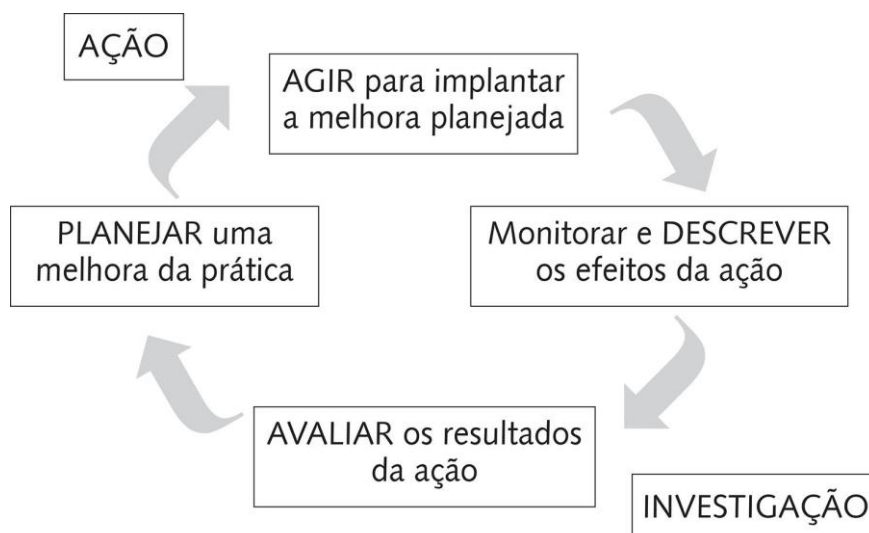 AÇÃO
AGIR para implantar
a melhora planejada
PLANEJAR uma
melhora da prática
Monitorar e DESCREVER
os efeitos da ação
AVALIAR os resultados
da ação
INVESTIGAÇÃO